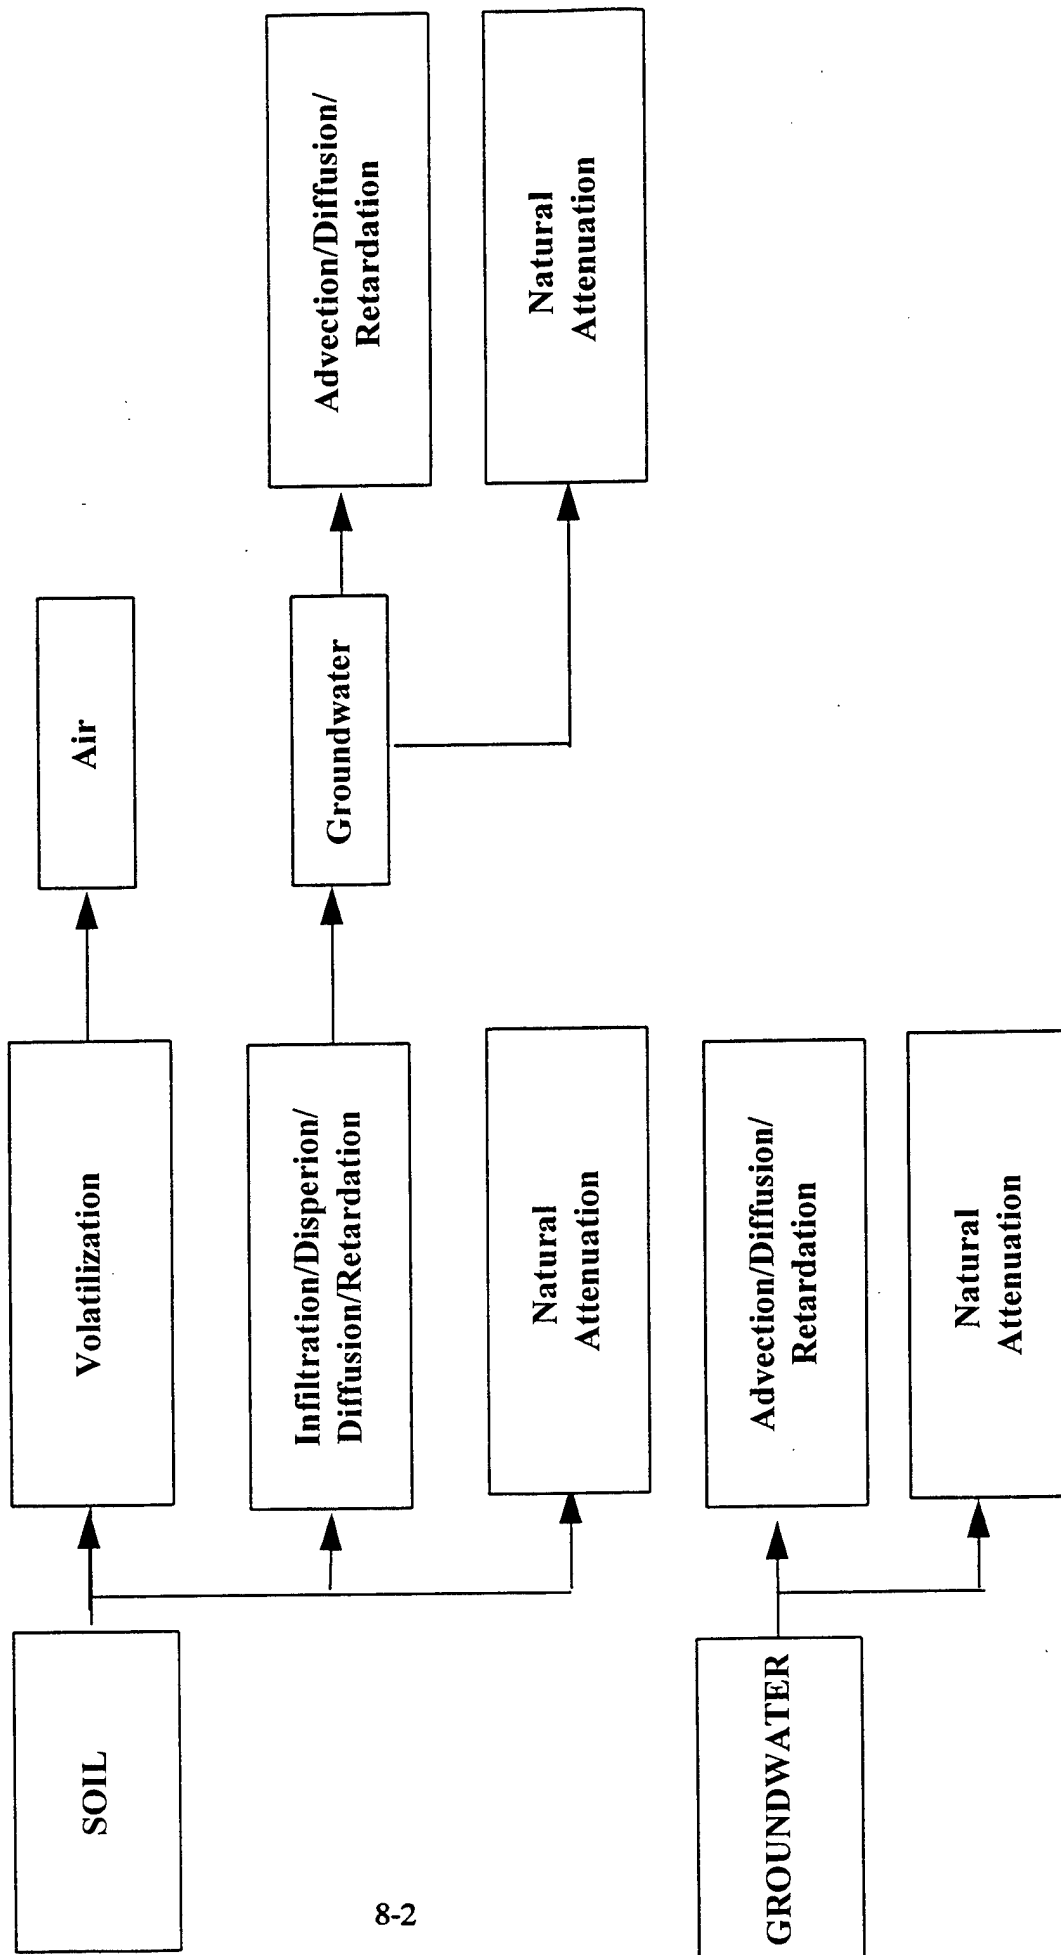 SOIL
Volatilization
Air
Infiltration/Disperion/
Diffusion/Retardation
Groundwater
Advection/Diffusion/
Retardation
Natural
Attenuation
Natural
Attenuation
GROUNDWATER
Advection/Diffusion/
Retardation
Natural
Attenuation
8-2